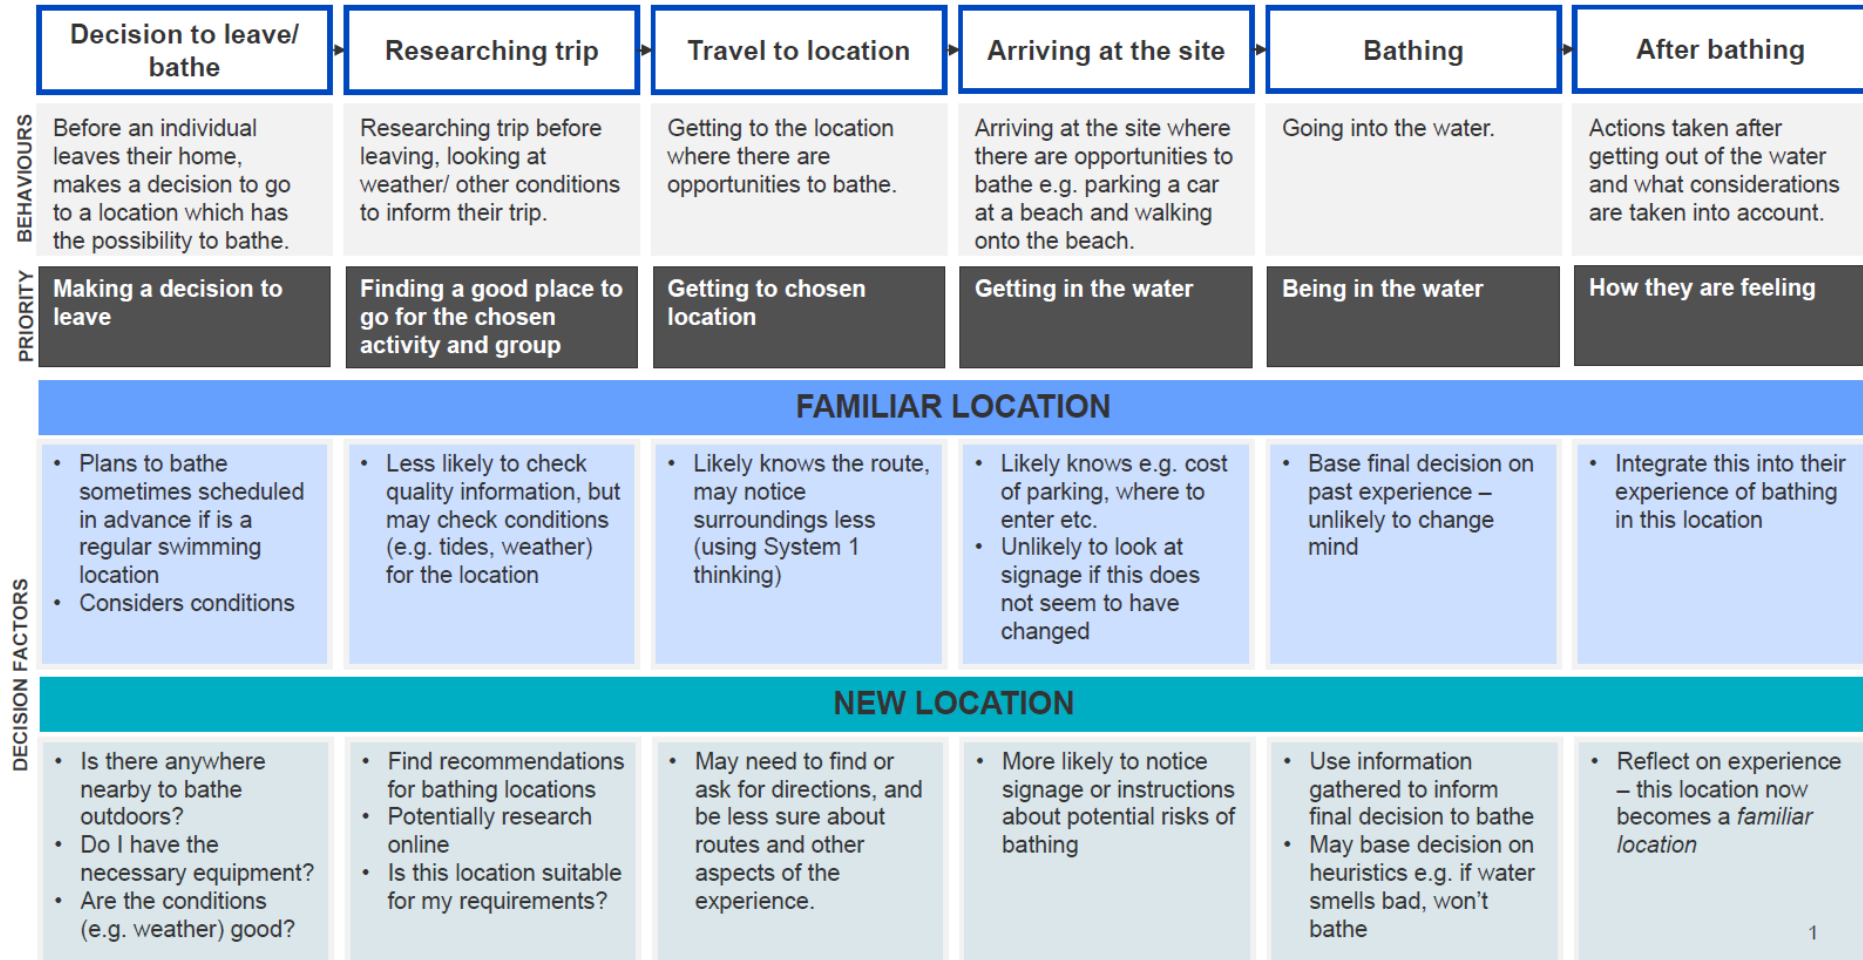 Decision to leave/
bathe
Researching trip
Travel to location
Arriving at the site
Bathing
After bathing
BEHAVIOURS
Before an individual
leaves their home,
makes a decision to go
to a location which has
the possibility to bathe.
Researching trip before
leaving, looking at
weather/ other conditions
to inform their trip.
Getting to the location
where there are
opportunities to bathe.
Arriving at the site where
there are opportunities to
bathe e.g. parking a car
at a beach and walking
onto the beach.
Going into the water.
Actions taken after
getting out of the water
and what considerations
are taken into account.
PRIORITY
Making a decision to
leave
Finding a good place to
go for the chosen
activity and group
Getting to chosen
location
Getting in the water
Being in the water
How they are feeling
DECISION FACTORS
FAMILIAR LOCATION
• Plans to bathe
sometimes scheduled
in advance if is a
regular swimming
location
• Considers conditions
• Less likely to check
quality information, but
may check conditions
(e.g. tides, weather)
for the location
• Likely knows the route,
may notice
surroundings less
(using System 1
thinking)
• Likely knows e.g. cost
of parking, where to
enter etc.
• Unlikely to look at
signage if this does
not seem to have
changed
• Base final decision on
past experience –
unlikely to change
mind
• Integrate this into their
experience of bathing
in this location
NEW LOCATION
• Is there anywhere
nearby to bathe
outdoors?
• Do I have the
necessary equipment?
• Are the conditions
(e.g. weather) good?
• Find recommendations
for bathing locations
• Potentially research
online
• Is this location suitable
for my requirements?
• May need to find or
ask for directions, and
be less sure about
routes and other
aspects of the
experience.
• More likely to notice
signage or instructions
about potential risks of
bathing
• Use information
gathered to inform
final decision to bathe
• May base decision on
heuristics e.g. if water
smells bad, won't
bathe
• Reflect on experience
– this location now
becomes a familiar
location
1